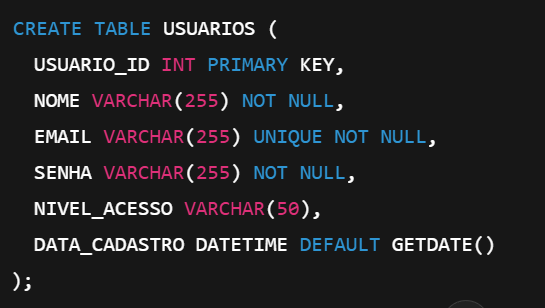 CREATE TABLE USUARIOS (
  USUARIO_ID INT PRIMARY KEY,
  NOME VARCHAR(255) NOT NULL,
  EMAIL VARCHAR(255) UNIQUE NOT NULL,
  SENHA VARCHAR(255) NOT NULL,
  NIVEL_ACESSO VARCHAR(50),
  DATA_CADASTRO DATETIME DEFAULT GETDATE()
);